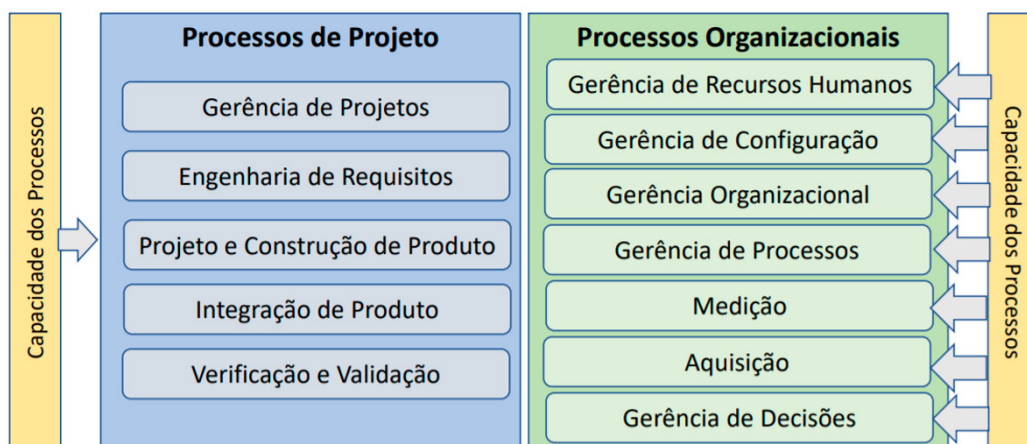 Capacidade dos Processos
Processos de Projeto
Gerência de Projetos
Engenharia de Requisitos
Projeto e Construção de Produto
Integração de Produto
Verificação e Validação
Processos Organizacionais
Gerência de Recursos Humanos
Gerência de Configuração
Gerência Organizacional
Gerência de Processos
Medição
Aquisição
Gerência de Decisões
Capacidade dos Processos